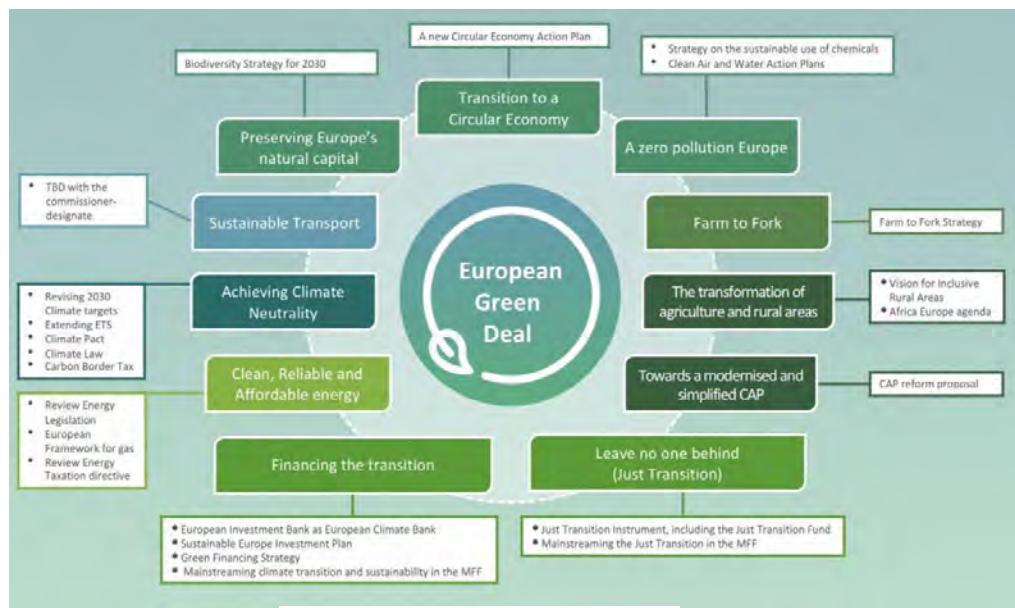 A new Circular Economy Action Plan
Biodiversity Strategy for 2030
• Strategy on the sustainable use of chemicals
• Clean Air and Water Action Plans
Transition to a
Circular Economy
Preserving Europe's
natural capital
A zero pollution Europe
• TBD with the
commissioner-
designate
Sustainable Transport
Farm to Fork
Farm to Fork Strategy
European
Green
Deal
• Revising 2030
Climate targets
• Extending ETS
• Climate Pact
• Climate Law
• Carbon Border Tax
Achieving Climate
Neutrality
The transformation of
agriculture and rural areas
• Vision for Inclusive
Rural Areas
• Africa Europe agenda
Clean, Reliable and
Affordable energy
Towards a modernised and
simplified CAP
CAP reform proposal
• Review Energy
Legislation
• European
Framework for gas
• Review Energy
Taxation directive
Financing the transition
Leave no one behind
(Just Transition)
• European Investment Bank as European Climate Bank
• Sustainable Europe Investment Plan
• Green Financing Strategy
• Mainstreaming climate transition and sustainability in the MFF
• Just Transition Instrument, including the Just Transition Fund
• Mainstreaming the Just Transition in the MFF